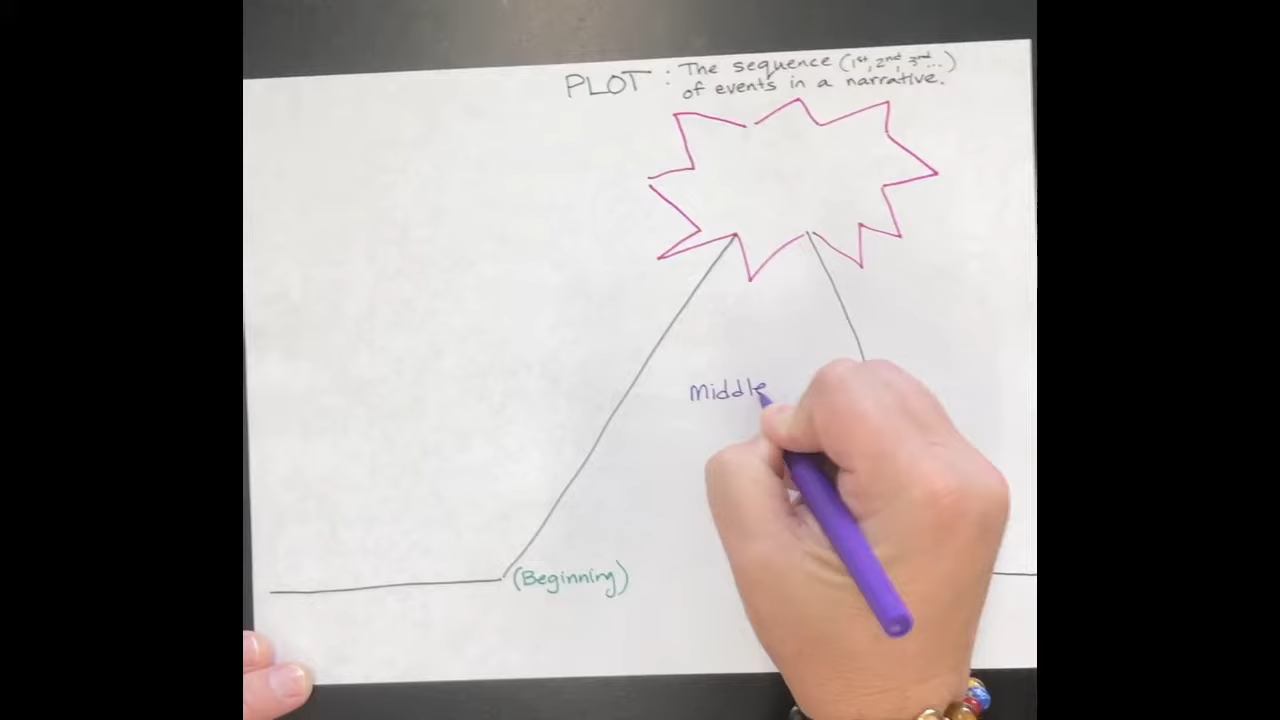 PLOT : The sequence (1st, 2nd, 3rd...)
of events in a narrative.
Middle
(Beginning)